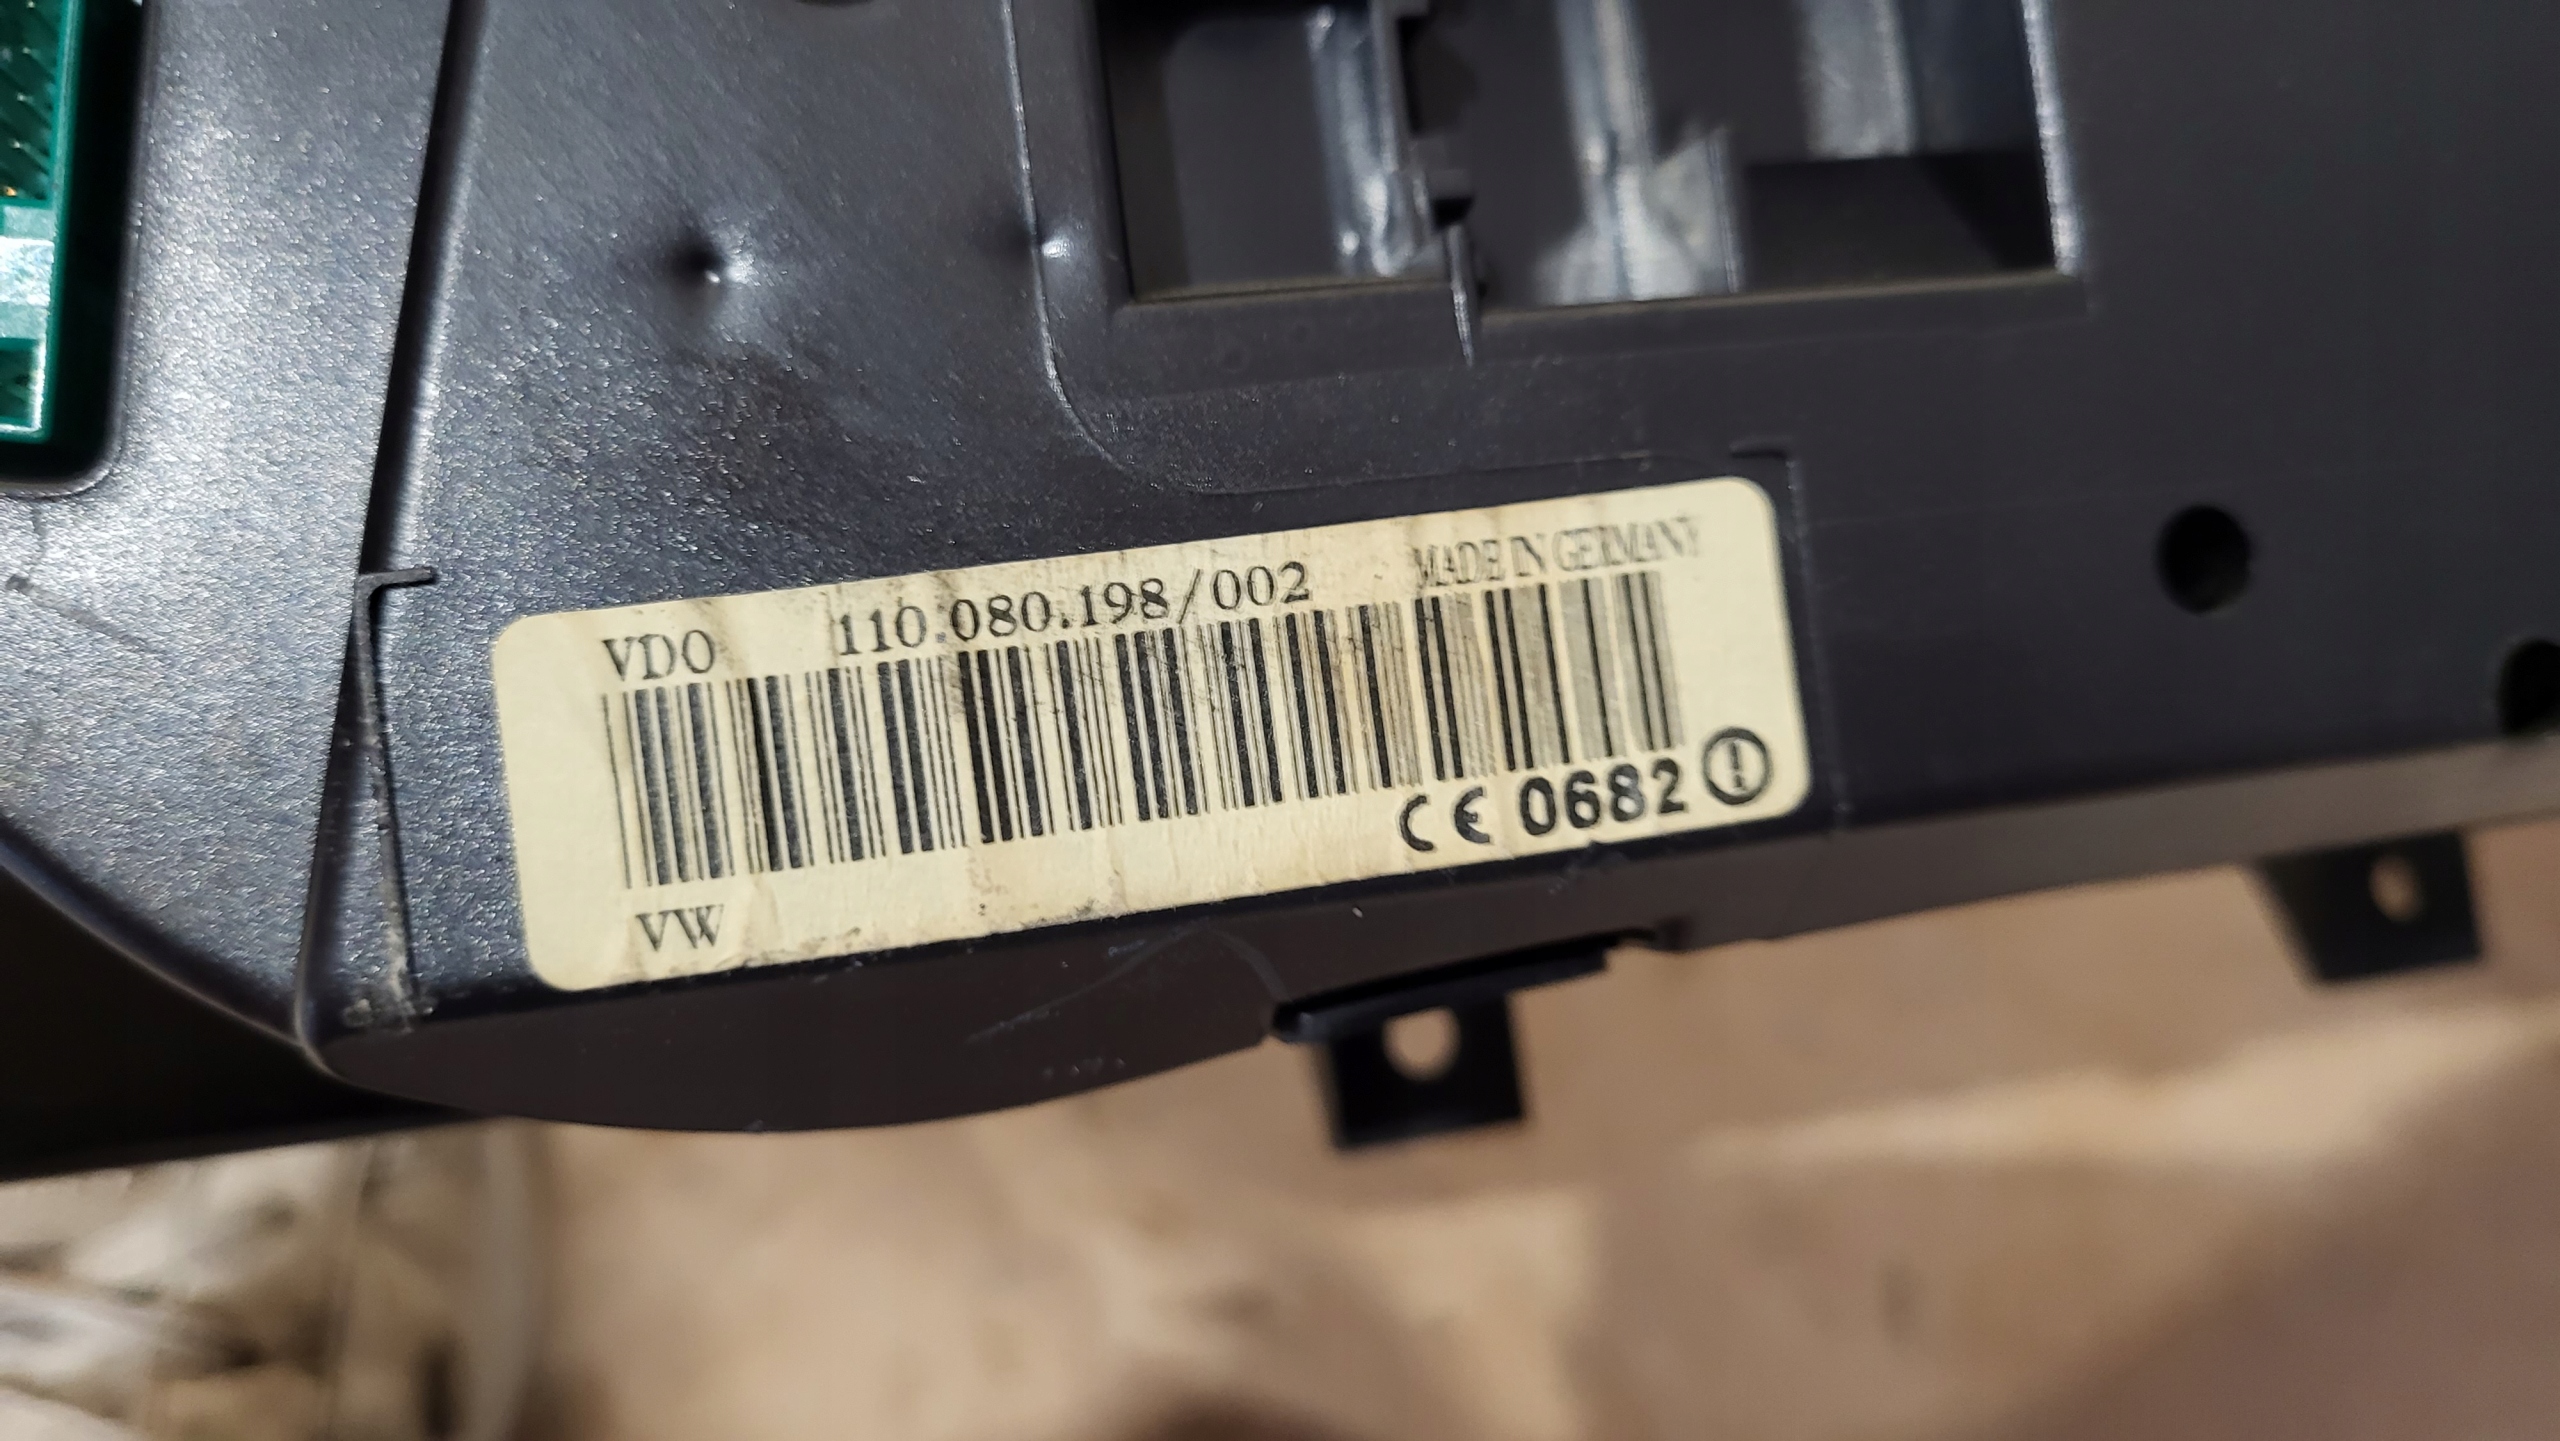 VDO 110.080.198/002 MADE IN GERMANY
CE 0682
VW